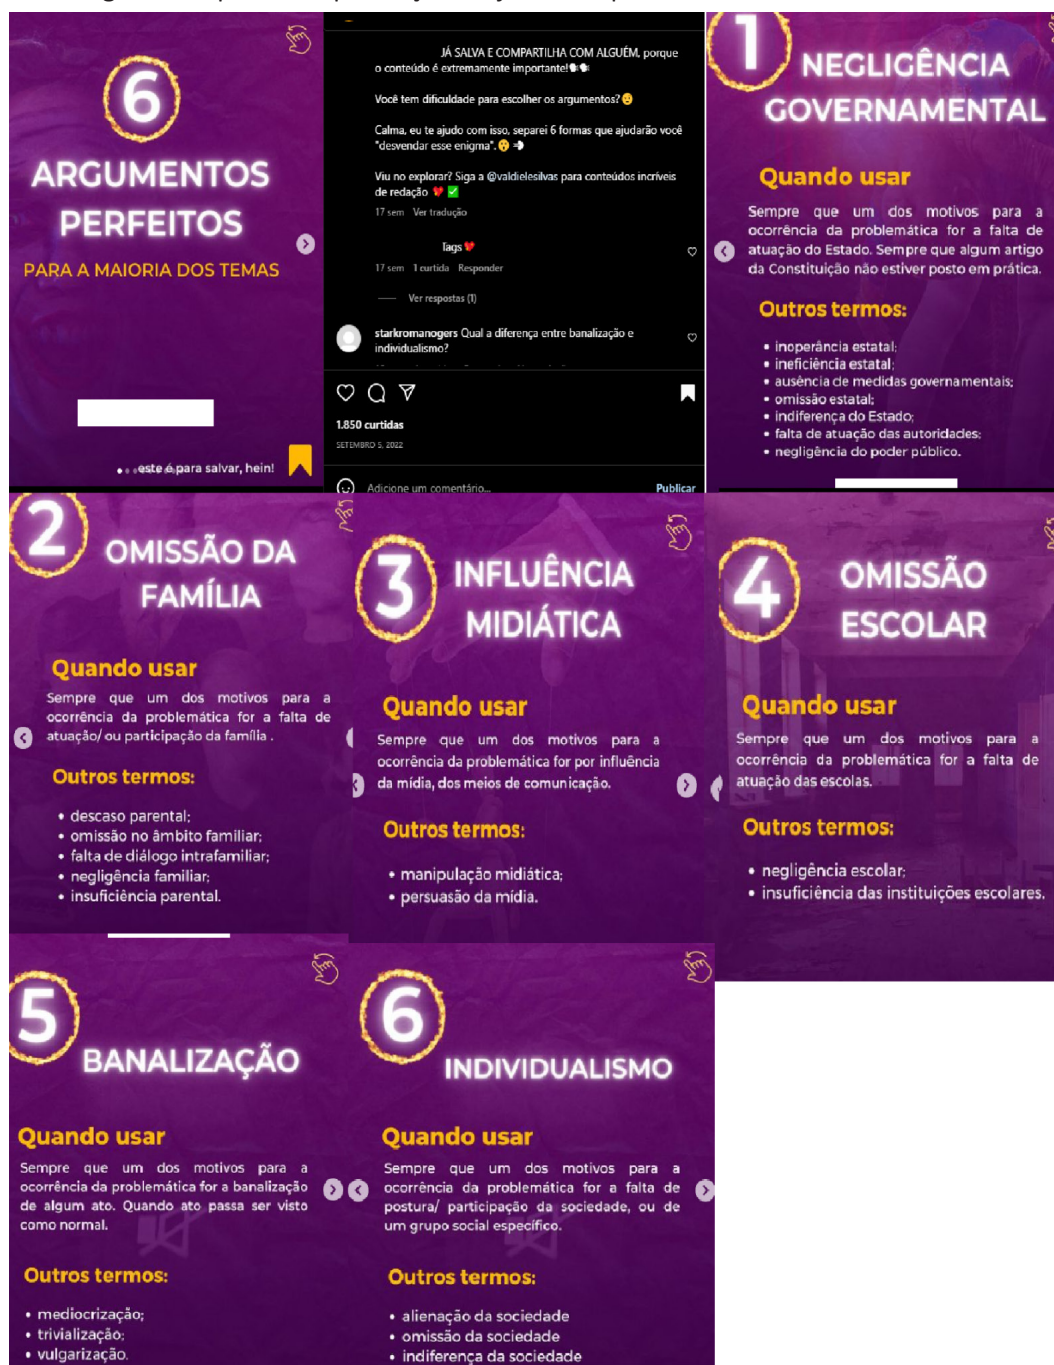 6
ARGUMENTOS
PERFEITOS
PARA A MAIORIA DOS TEMAS
este é para salvar, hein!
JÁ SALVA E COMPARTILHA COM ALGUÉM, porque
o conteúdo é extremamente importante!
Você tem dificuldade para escolher os argumentos?
Calma, eu te ajudo com isso, separei 6 formas que ajudarão você
"desvendar esse enigma".
Viu no explorar? Siga a @valdielesilvas para conteúdos incríveis
de redação
17 sem Ver tradução
Tags
17 sem 1 curtida Responder
Ver respostas (1)
starkromanogers Qual a diferença entre banalização e
individualismo?
1.850 curtidas
SETEMBRO 5, 2022
Adicione um comentário...
Publicar
1
NEGLIGÊNCIA
GOVERNAMENTAL
Quando usar
Sempre que um dos motivos para a
ocorrência da problemática for a falta de
atuação do Estado. Sempre que algum artigo
da Constituição não estiver posto em prática.
Outros termos:
• inoperância estatal;
• ineficiência estatal;
• ausência de medidas governamentais;
• omissão estatal;
• indiferença do Estado;
• falta de atuação das autoridades;
• negligência do poder público.
2
OMISSÃO DA
FAMÍLIA
Quando usar
Sempre que um dos motivos para a
ocorrência da problemática for a falta de
atuação/ ou participação da família .
Outros termos:
• descaso parental;
• omissão no âmbito familiar;
• falta de diálogo intrafamiliar;
• negligência familiar;
• insuficiência parental.
3
INFLUÊNCIA
MIDIÁTICA
Quando usar
Sempre que um dos motivos para a
ocorrência da problemática for por influência
da mídia, dos meios de comunicação.
Outros termos:
• manipulação midiática;
• persuasão da mídia.
4
OMISSÃO
ESCOLAR
Quando usar
Sempre que um dos motivos para a
ocorrência da problemática for a falta de
atuação das escolas.
Outros termos:
• negligência escolar;
• insuficiência das instituições escolares.
5
BANALIZAÇÃO
Quando usar
Sempre que um dos motivos para a
ocorrência da problemática for a banalização
de algum ato. Quando ato passa ser visto
como normal.
Outros termos:
• mediocrização;
• trivialização;
• vulgarização.
6
INDIVIDUALISMO
Quando usar
Sempre que um dos motivos para a
ocorrência da problemática for a falta de
postura/ participação da sociedade, ou de
um grupo social específico.
Outros termos:
• alienação da sociedade
• omissão da sociedade
• indiferença da sociedade